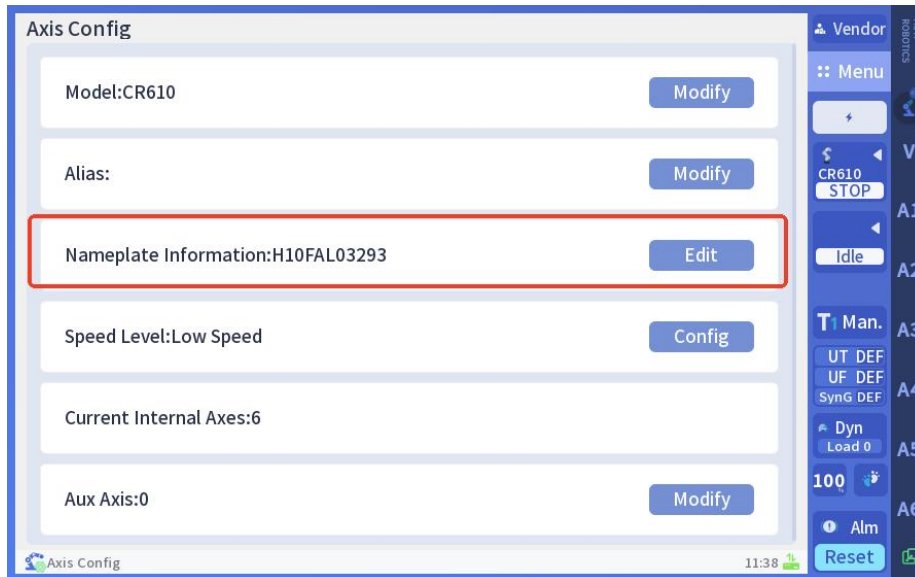 Axis Config
Model:CR610
Modify
Alias:
Modify
Nameplate Information:H10FAL03293
Edit
Speed Level:Low Speed
Config
Current Internal Axes:6
Aux Axis:0
Modify
Axis Config
11:38
Vendor
Menu
CR610
STOP
Idle
T1 Man.
UT DEF
UF DEF
SynG DEF
Dyn
Load 0
100
Alm
Reset
ROBOTICS
A1
A2
A3
A4
A5
A6